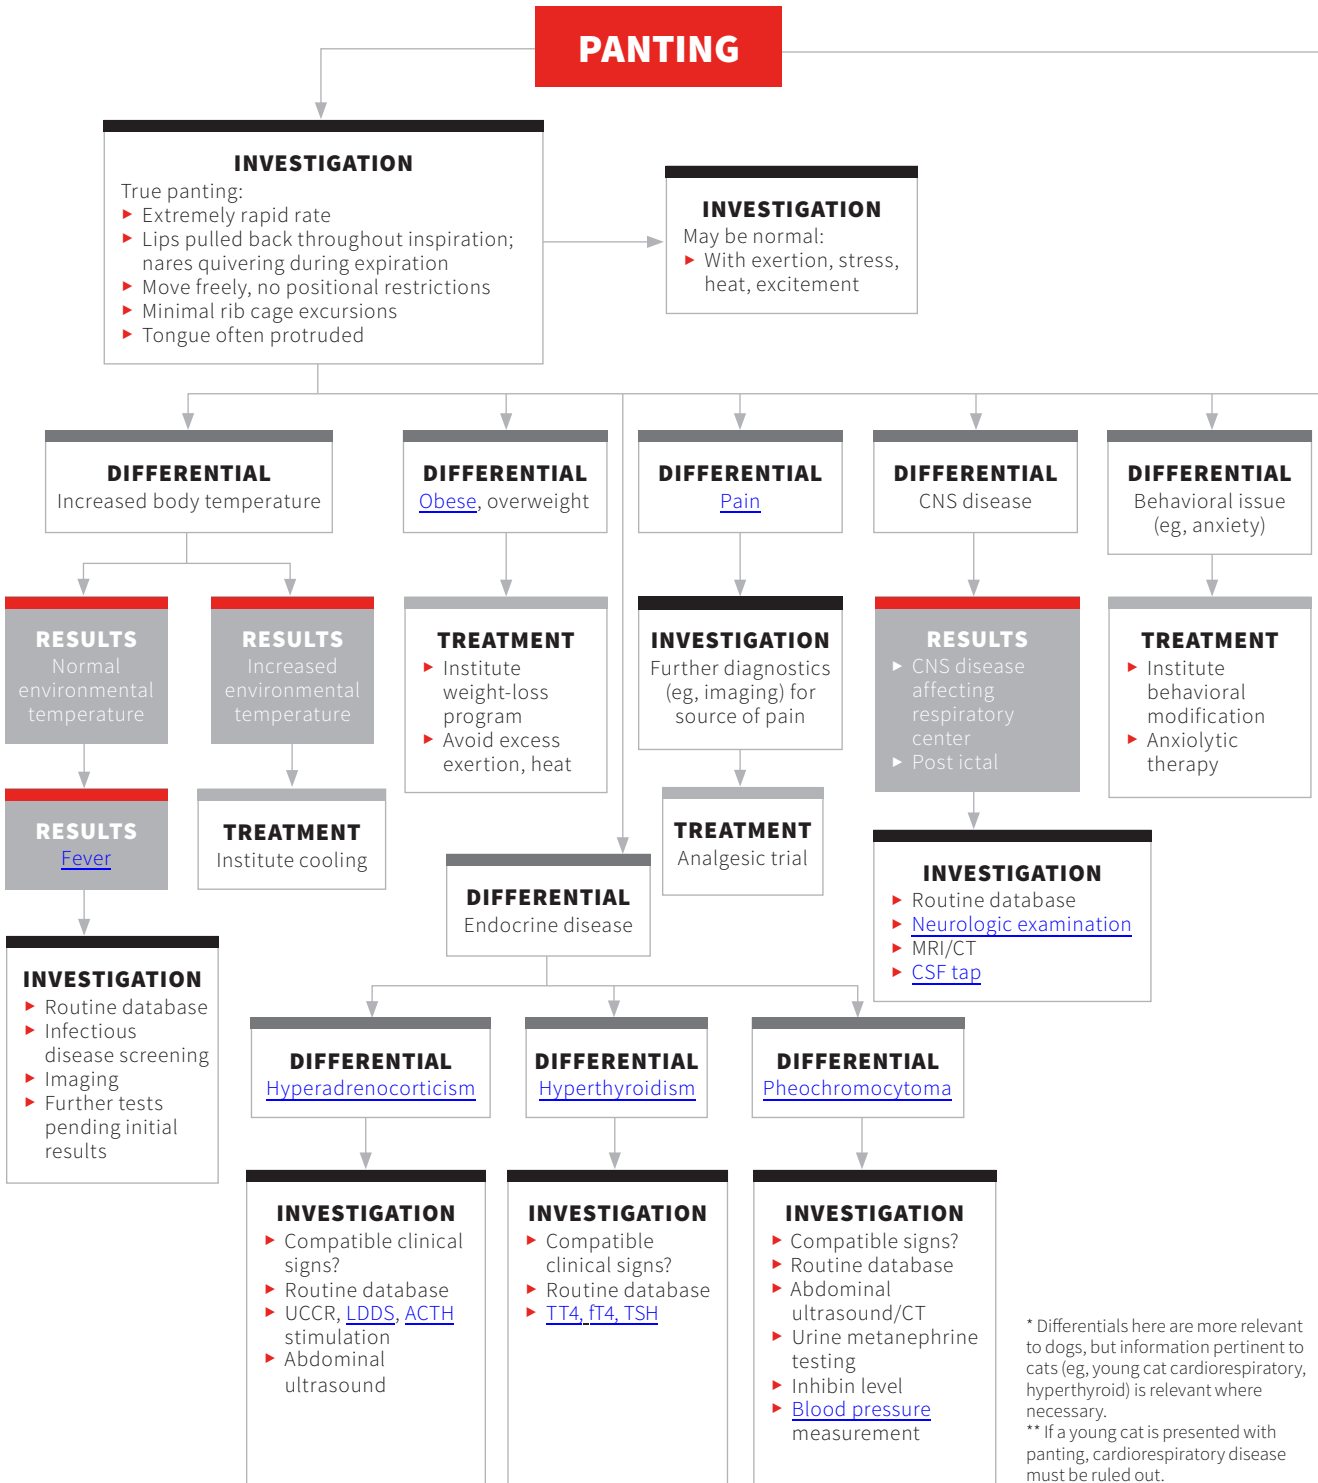 PANTING
INVESTIGATION
True panting:
► Extremely rapid rate
► Lips pulled back throughout inspiration;
nares quivering during expiration
► Move freely, no positional restrictions
► Minimal rib cage excursions
► Tongue often protruded
INVESTIGATION
May be normal:
► With exertion, stress,
heat, excitement
DIFFERENTIAL
Increased body temperature
DIFFERENTIAL
Obese, overweight
DIFFERENTIAL
Pain
DIFFERENTIAL
CNS disease
DIFFERENTIAL
Behavioral issue
(eg, anxiety)
RESULTS
Normal
environmental
temperature
RESULTS
Increased
environmental
temperature
TREATMENT
► Institute
weight-loss
program
► Avoid excess
exertion, heat
INVESTIGATION
Further diagnostics
(eg, imaging) for
source of pain
RESULTS
► CNS disease
affecting
respiratory
center
► Post ictal
TREATMENT
► Institute
behavioral
modification
► Anxiolytic
therapy
RESULTS
Fever
TREATMENT
Institute cooling
TREATMENT
Analgesic trial
DIFFERENTIAL
Endocrine disease
INVESTIGATION
► Routine database
► Neurologic examination
► MRI/CT
► CSF tap
INVESTIGATION
► Routine database
► Infectious
disease screening
► Imaging
► Further tests
pending initial
results
DIFFERENTIAL
Hyperadrenocorticism
DIFFERENTIAL
Hyperthyroidism
DIFFERENTIAL
Pheochromocytoma
INVESTIGATION
► Compatible clinical
signs?
► Routine database
► UCCR, LDDS, ACTH
stimulation
► Abdominal
ultrasound
INVESTIGATION
► Compatible
clinical signs?
► Routine database
► TT4, fT4, TSH
INVESTIGATION
► Compatible signs?
► Routine database
► Abdominal
ultrasound/CT
► Urine metanephrine
testing
► Inhibin level
► Blood pressure
measurement
* Differentials here are more relevant
to dogs, but information pertinent to
cats (eg, young cat cardiorespiratory,
hyperthyroid) is relevant where
necessary.
** If a young cat is presented with
panting, cardiorespiratory disease
must be ruled out.